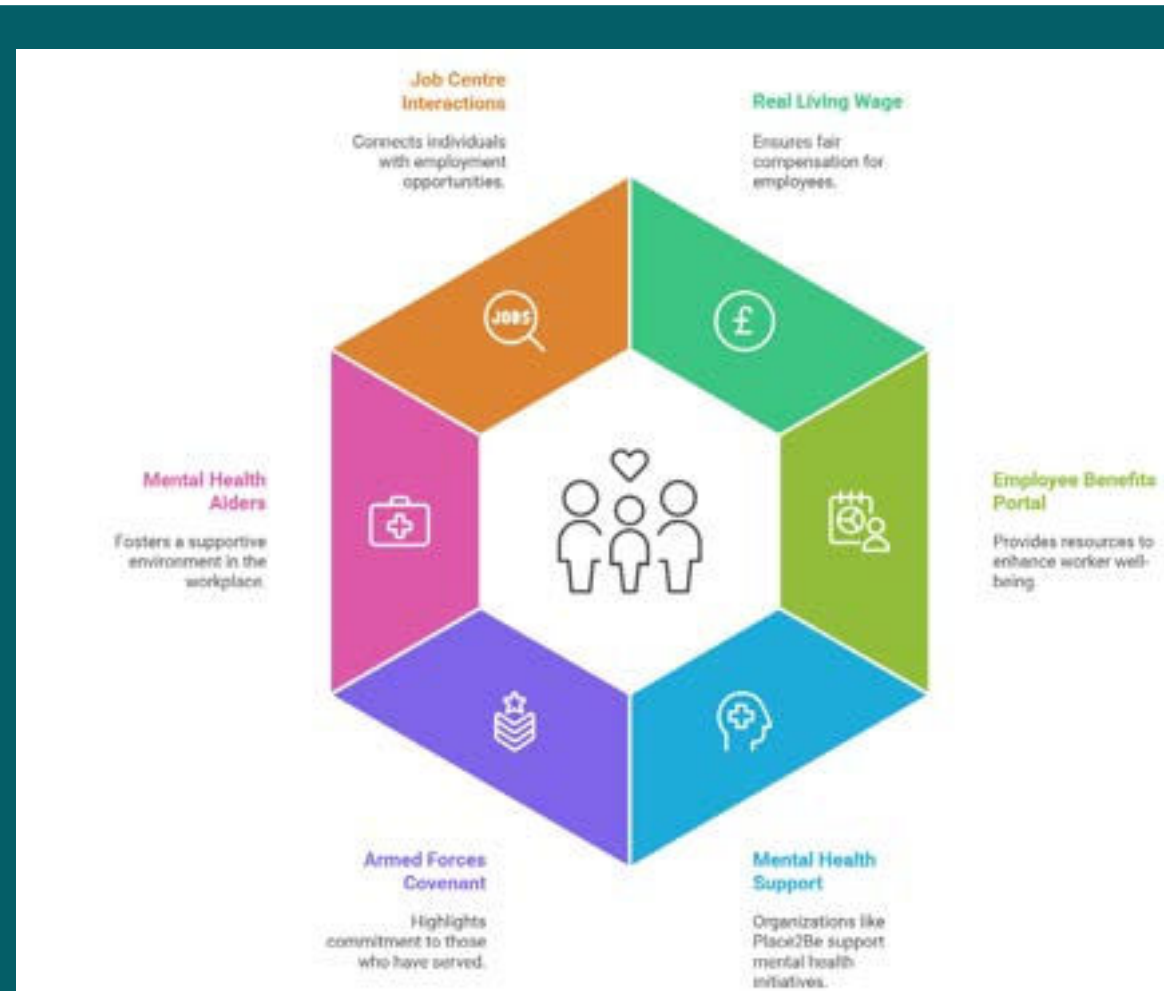 Job Centre
Interactions
Connects individuals
with employment
opportunities.
Real Living Wage
Ensures fair
compensation for
employees.
JOBS
£
Mental Health
Aiders
Fosters a supportive
environment in the
workplace.
Employee Benefits
Portal
Provides resources to
enhance worker well-
being.
Armed Forces
Covenant
Highlights
commitment to those
who have served.
Mental Health
Support
Organizations like
Place2Be support
mental health
initiatives.